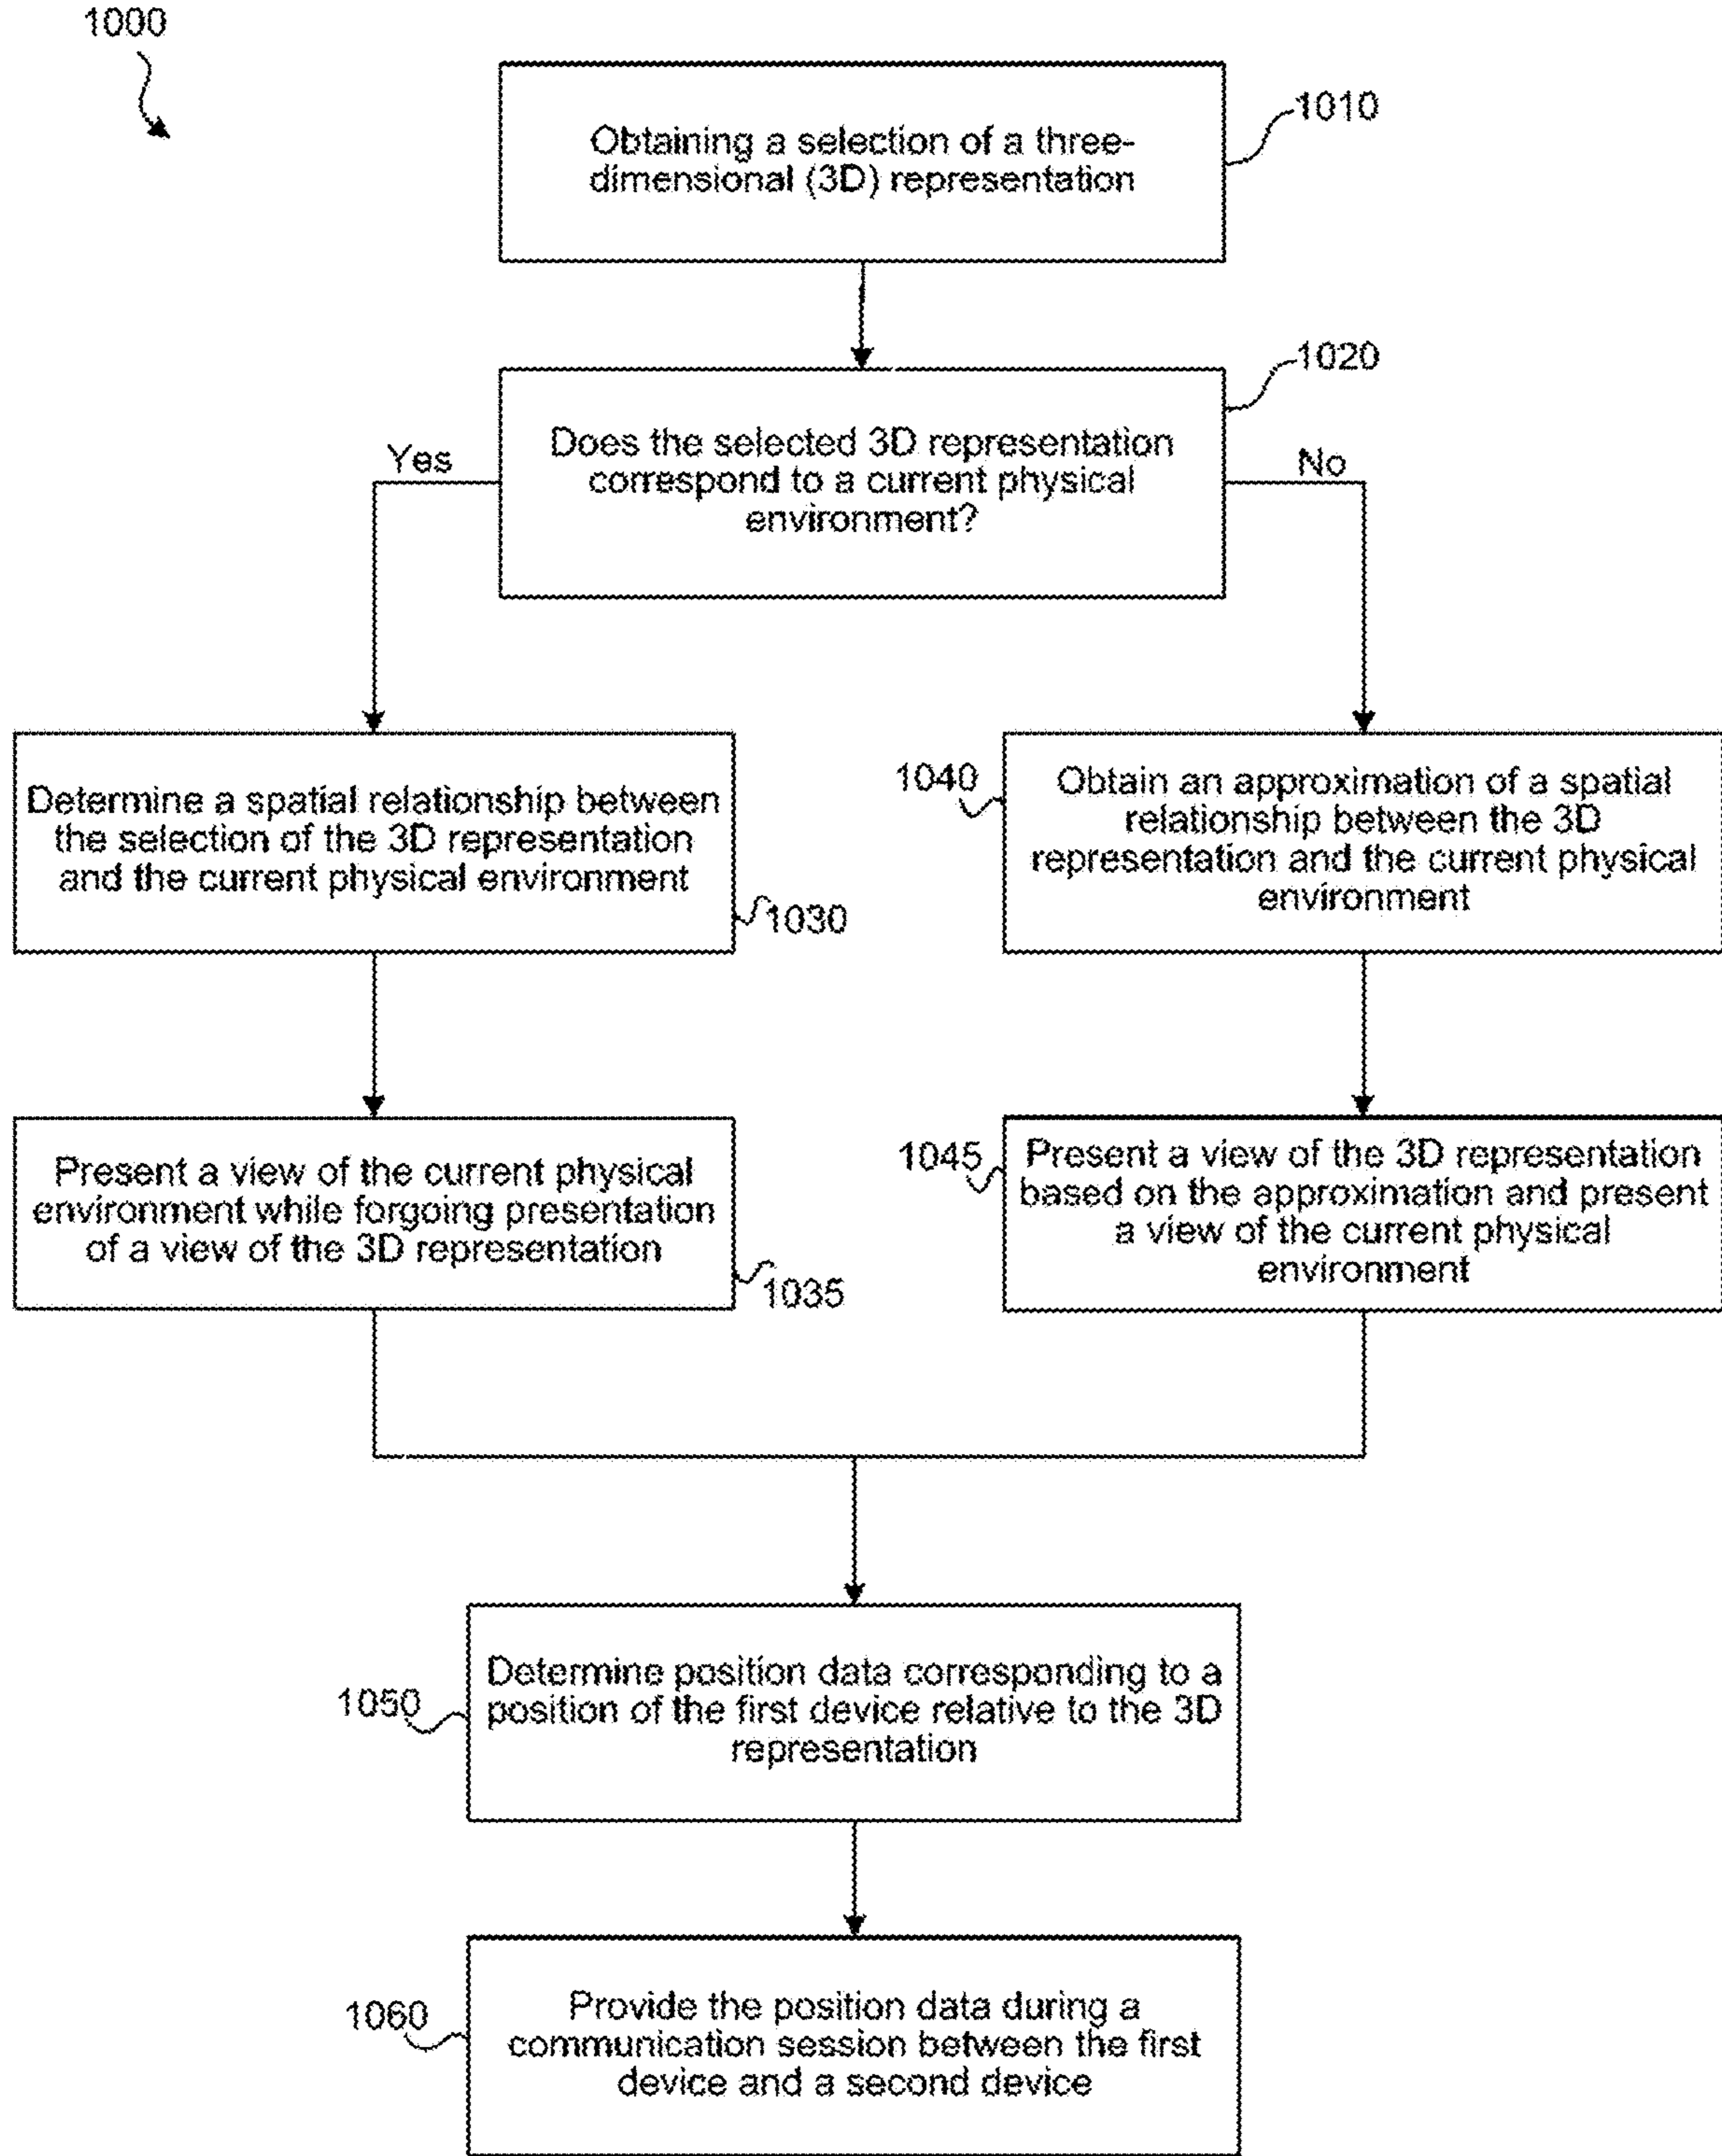 1000
Obtaining a selection of a three-
dimensional (3D) representation
1010
1020
Does the selected 3D representation
correspond to a current physical
environment?
Yes
No
Determine a spatial relationship between
the selection of the 3D representation
and the current physical environment
1030
1040
Obtain an approximation of a spatial
relationship between the 3D
representation and the current physical
environment
Present a view of the current physical
environment while forgoing presentation
of a view of the 3D representation
1035
1045
Present a view of the 3D representation
based on the approximation and present
a view of the current physical
environment
1050
Determine position data corresponding to a
position of the first device relative to the 3D
representation
1060
Provide the position data during a
communication session between the first
device and a second device